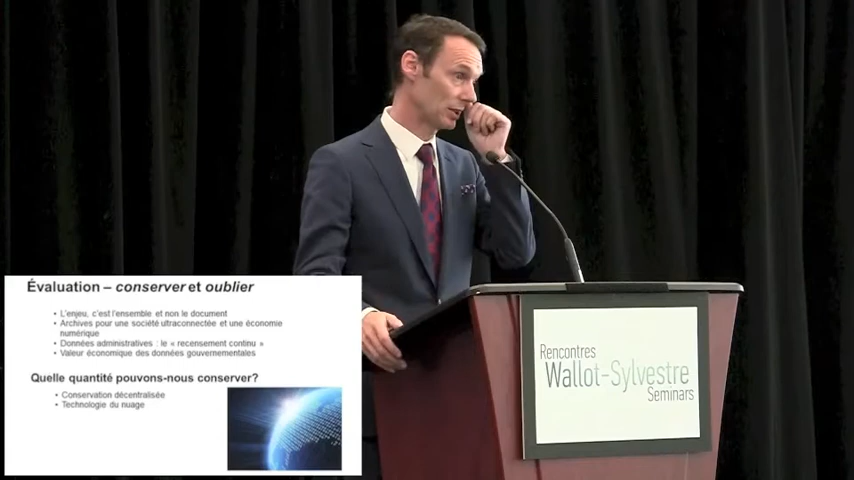 Évaluation – conserver et oublier
• L'enjeu, c'est l'ensemble et non le document
• Archives pour une société ultraconnectée et une économie
numérique
• Données administratives : le « recensement continu »
• Valeur économique des données gouvernementales
Quelle quantité pouvons-nous conserver?
• Conservation décentralisée
• Technologie du nuage
Rencontres
Wallot–Sylvestre
Seminars